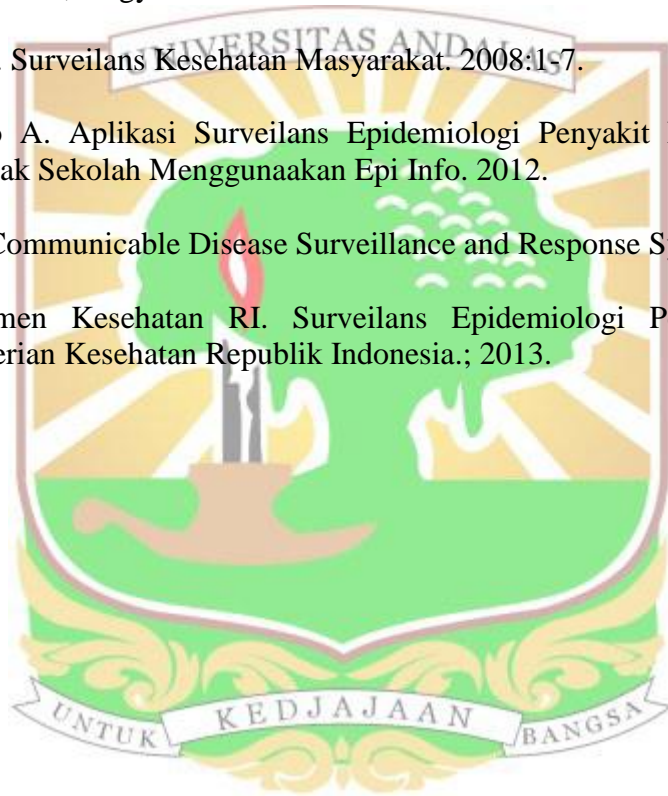 UNIVERSITAS ANDALAS
. Surveilans Kesehatan Masyarakat. 2008:1-7.
A. Aplikasi Surveilans Epidemiologi Penyakit
ak Sekolah Menggunaakan Epi Info. 2012.
Communicable Disease Surveillance and Response S
men Kesehatan RI. Surveilans Epidemiologi P
erian Kesehatan Republik Indonesia.; 2013.
UNTUK KEDJAJAAN BANGSA